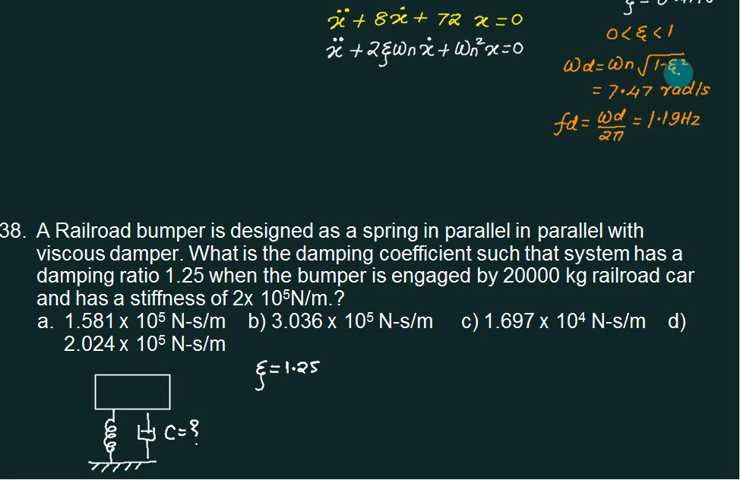 ẍ + 8ẋ + 72 x = 0
ẍ + 2ξωnẋ + ωn²x = 0
0 < ξ < 1
ωd = ωn √1-ξ²
= 7.47 rad/s
fd = ωd/2π = 1.19Hz
38. A Railroad bumper is designed as a spring in parallel in parallel with
viscous damper. What is the damping coefficient such that system has a
damping ratio 1.25 when the bumper is engaged by 20000 kg railroad car
and has a stiffness of 2x 10⁵N/m.?
a. 1.581 x 10⁵ N-s/m b) 3.036 x 10⁵ N-s/m c) 1.697 x 10⁴ N-s/m d)
2.024 x 10⁵ N-s/m
ξ = 1.25
C = ?